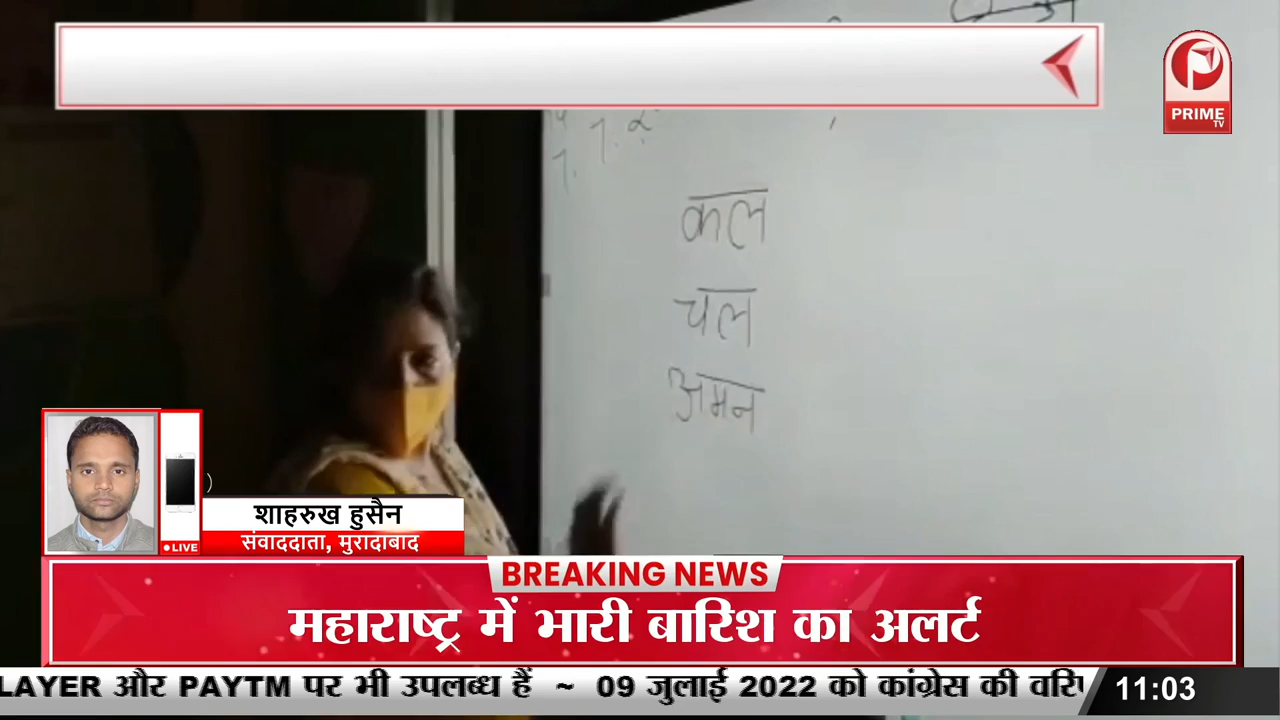 PRIME
TV
कल
चल
अमन
शाहरुख हुसैन
LIVE
संवाददाता, मुरादाबाद
BREAKING NEWS
महाराष्ट्र में भारी बारिश का अलर्ट
LAYER और PAYTM पर भी उपलब्ध हैं ~ 09 जुलाई 2022 को कांग्रेस की वरि
11:03